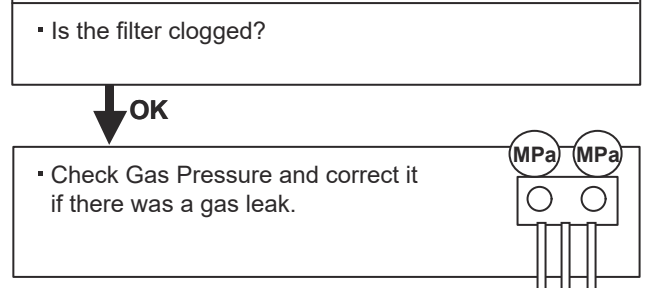 ▪ Is the filter clogged?
OK
▪ Check Gas Pressure and correct it
if there was a gas leak.
MPa MPa